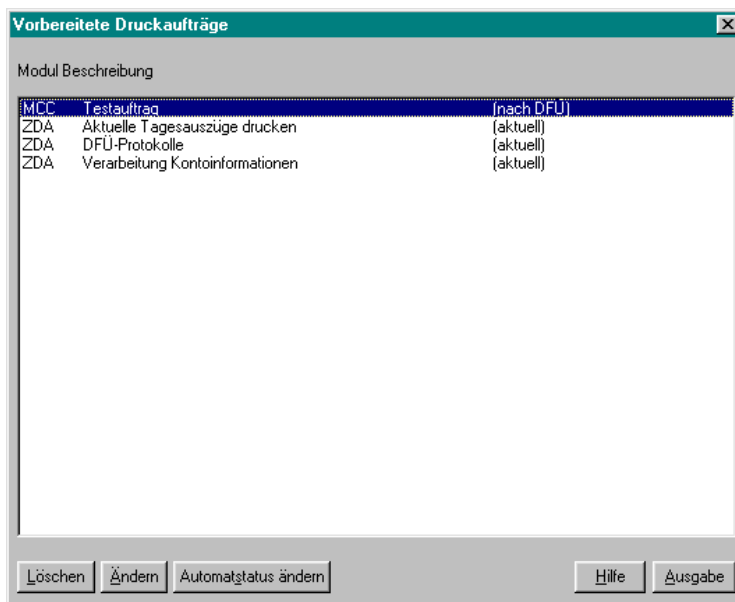 Vorbereitete Druckaufträge
Modul Beschreibung
MCC Testauftrag (nach DFÜ)
ZDA Aktuelle Tagesauszüge drucken (aktuell)
ZDA DFÜ-Protokolle (aktuell)
ZDA Verarbeitung Kontoinformationen (aktuell)
Löschen Ändern Automatstatus ändern Hilfe Ausgabe